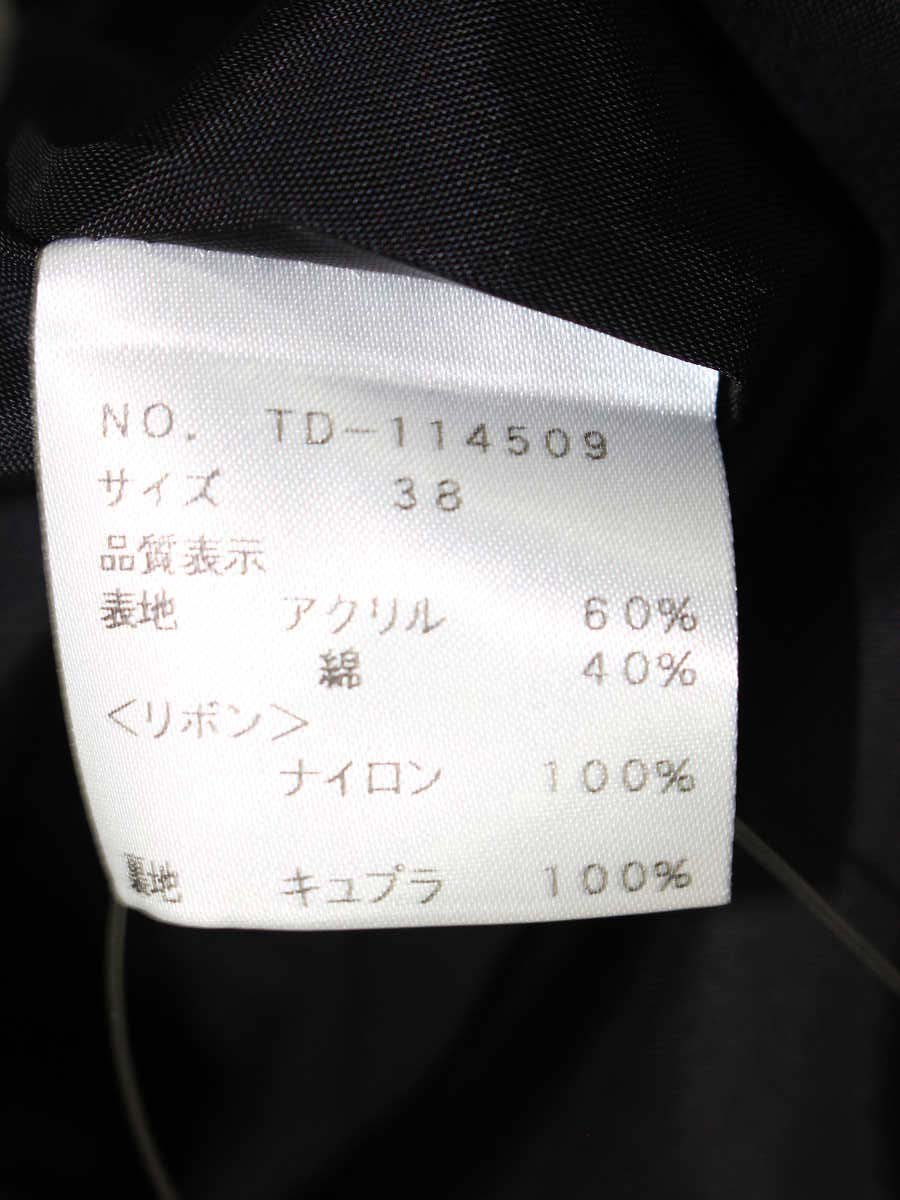 NO. TD-114509
サイズ 38
品質表示
表地 アクリル 60%
綿 40%
<リボン>
ナイロン 100%
裏地 キュプラ 100%